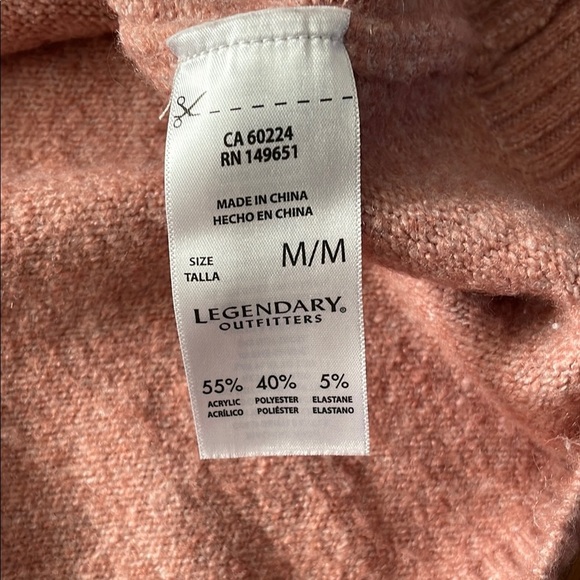 CA 60224
RN 149651
MADE IN CHINA
HECHO EN CHINA
SIZE
TALLA
M/M
LEGENDARY®
OUTFITTERS
55% 40% 5%
ACRYLIC POLYESTER ELASTANE
ACRÍLICO POLIÉSTER ELASTANO